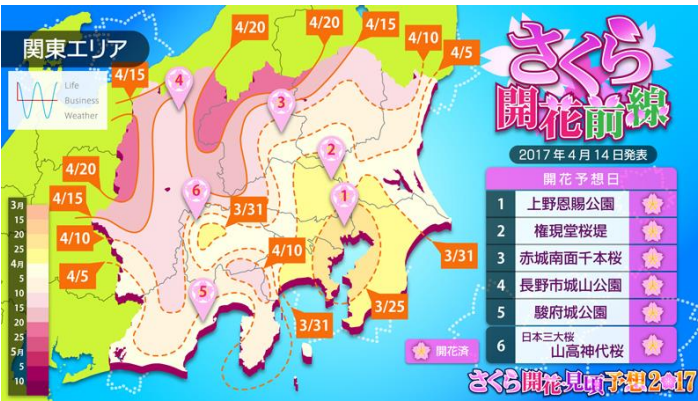 関東エリア
Life
Business
Weather
4/15
4/20
4/20
4/15
4/10
4/5
4
3
2
1
6
5
4/20
4/15
4/10
4/5
3/31
4/10
3/31
3/25
3/31
3月
15
20
25
4月
5
10
15
20
25
5月
5
10
開花済
さくら
開花前線
2017年4月14日発表
開花予想日
1 上野恩賜公園
2 権現堂桜堤
3 赤城南面千本桜
4 長野市城山公園
5 駿府城公園
6 日本三大桜
山高神代桜
さくら開花見頃予想2017